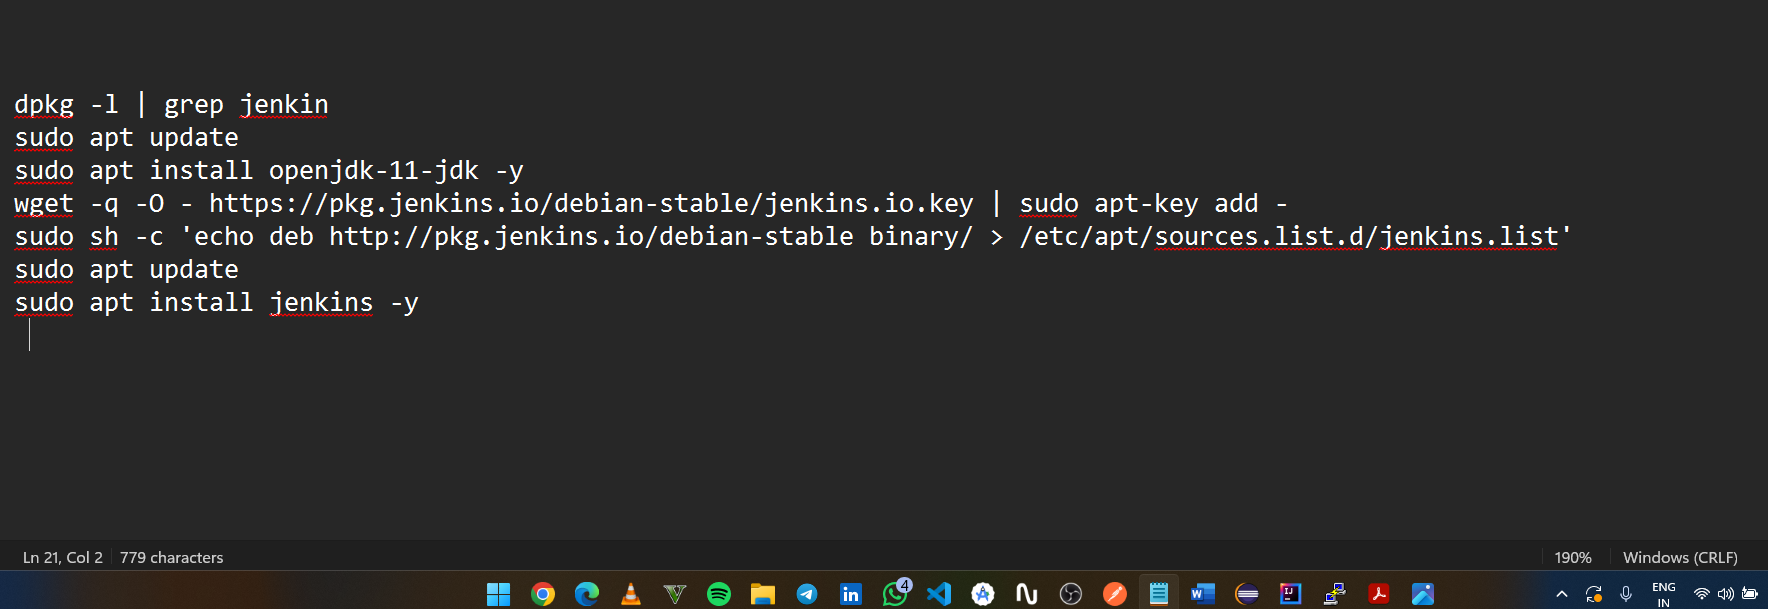 dpkg -l | grep jenkin
sudo apt update
sudo apt install openjdk-11-jdk -y
wget -q -O - https://pkg.jenkins.io/debian-stable/jenkins.io.key | sudo apt-key add -
sudo sh -c 'echo deb http://pkg.jenkins.io/debian-stable binary/ > /etc/apt/sources.list.d/jenkins.list'
sudo apt update
sudo apt install jenkins -y
Ln 21, Col 2 779 characters 190% Windows (CRLF)
4
ENG
IN